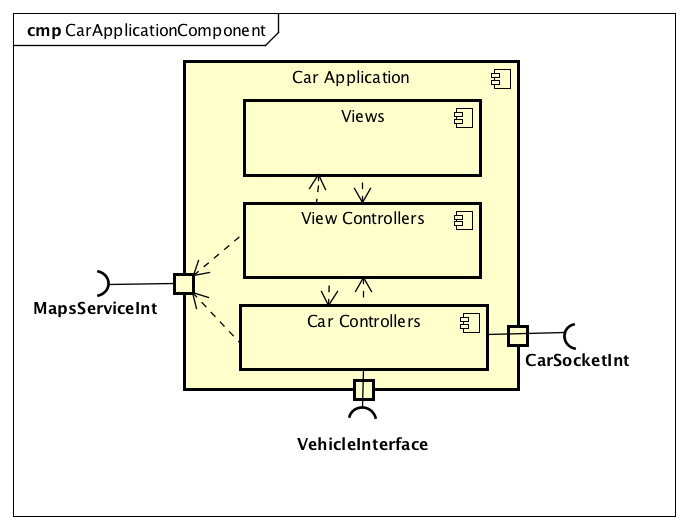 cmp CarApplicationComponent
Car Application
Views
View Controllers
MapsServiceInt
Car Controllers
CarSocketInt
VehicleInterface